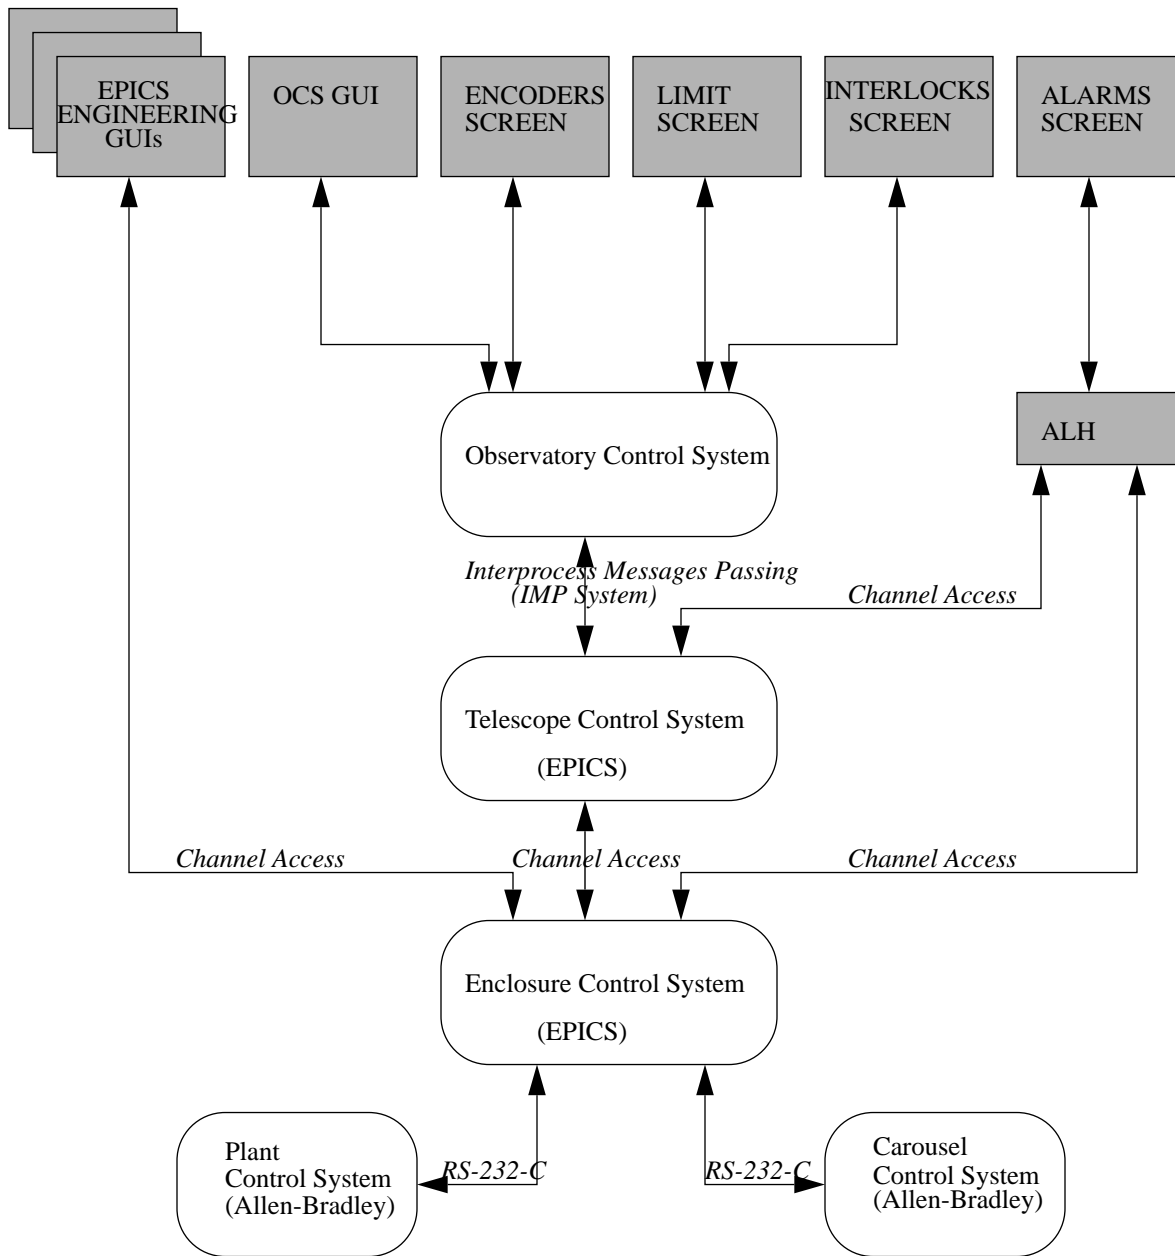 EPICS
ENGINEERING
GUIs
OCS GUI
ENCODERS
SCREEN
LIMIT
SCREEN
INTERLOCKS
SCREEN
ALARMS
SCREEN
Observatory Control System
ALH
Interprocess Messages Passing
(IMP System)
Channel Access
Telescope Control System
(EPICS)
Channel Access
Channel Access
Channel Access
Enclosure Control System
(EPICS)
Plant
Control System
(Allen-Bradley)
RS-232-C
RS-232-C
Carousel
Control System
(Allen-Bradley)